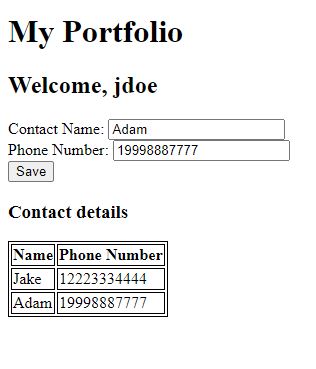 My Portfolio
Welcome, jdoe
Contact Name: Adam
Phone Number: 19998887777
Save
Contact details
Name Phone Number
Jake 12223334444
Adam 19998887777